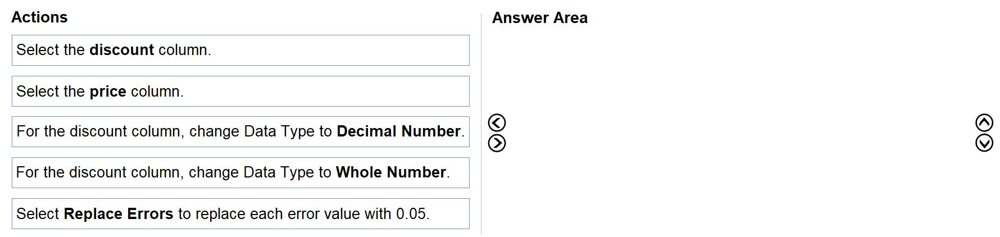 Actions
Select the discount column.
Select the price column.
For the discount column, change Data Type to Decimal Number.
For the discount column, change Data Type to Whole Number.
Select Replace Errors to replace each error value with 0.05.
Answer Area